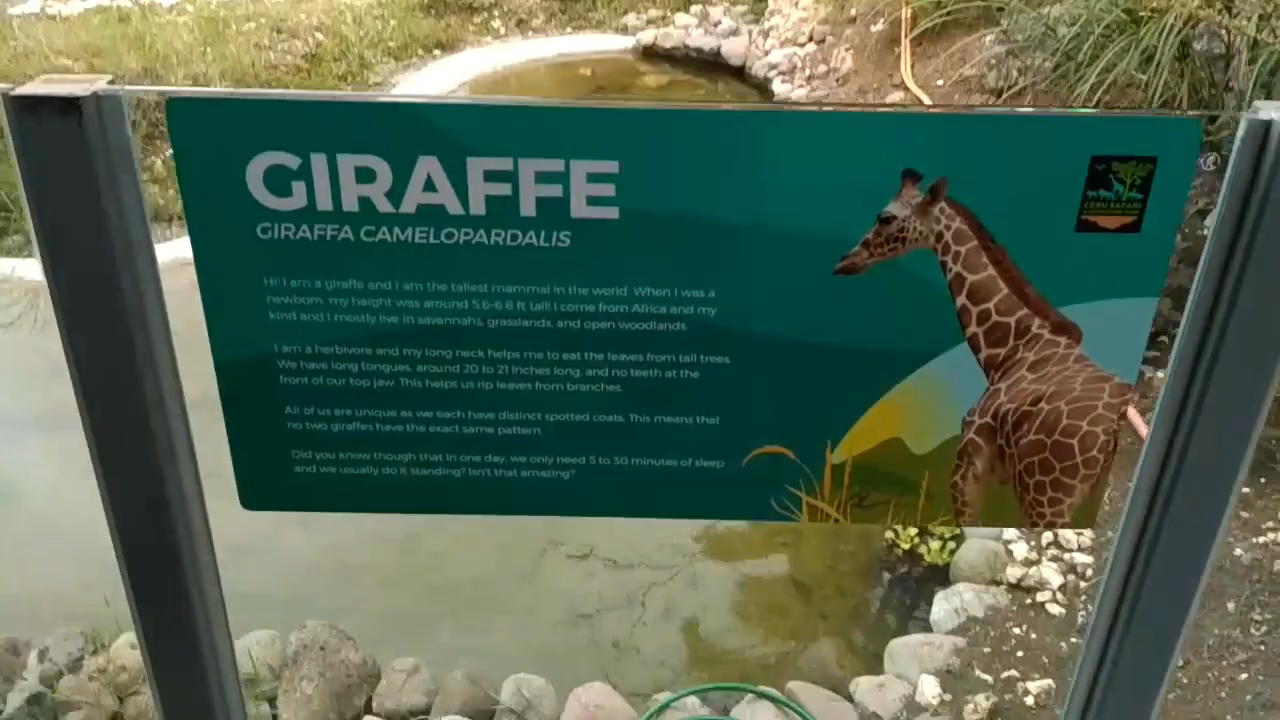 GIRAFFE
GIRAFFA CAMELOPARDALIS
Hi! I am a giraffe and I am the tallest mammal in the world. When I was a
newborn, my height was around 5.6-6.8 ft tall! I come from Africa and my
kind and I mostly live in savannahs, grasslands, and open woodlands.
I am a herbivore and my long neck helps me to eat the leaves from tall trees.
We have long tongues, around 20 to 21 inches long, and no teeth at the
front of our top jaw. This helps us rip leaves from branches.
All of us are unique as we each have distinct spotted coats. This means that
no two giraffes have the exact same pattern.
Did you know though that in one day, we only need 5 to 30 minutes of sleep
and we usually do it standing? Isn't that amazing?
CEBU SAFARI